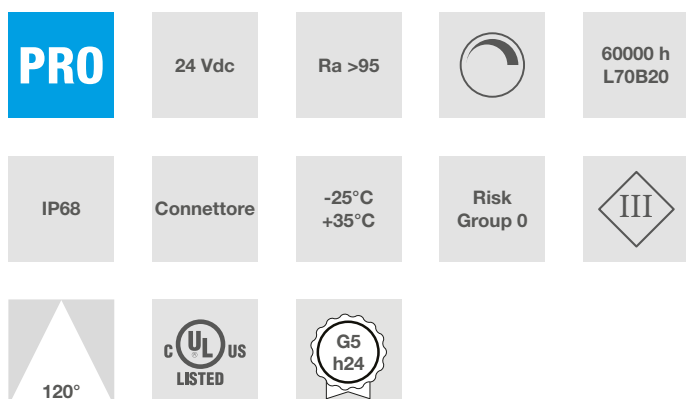 PRO
24 Vdc
Ra >95
60000 h
L70B20
IP68
Connettore
-25°C
+35°C
Risk
Group 0
III
120°
C UL US
®
LISTED
G5
h24